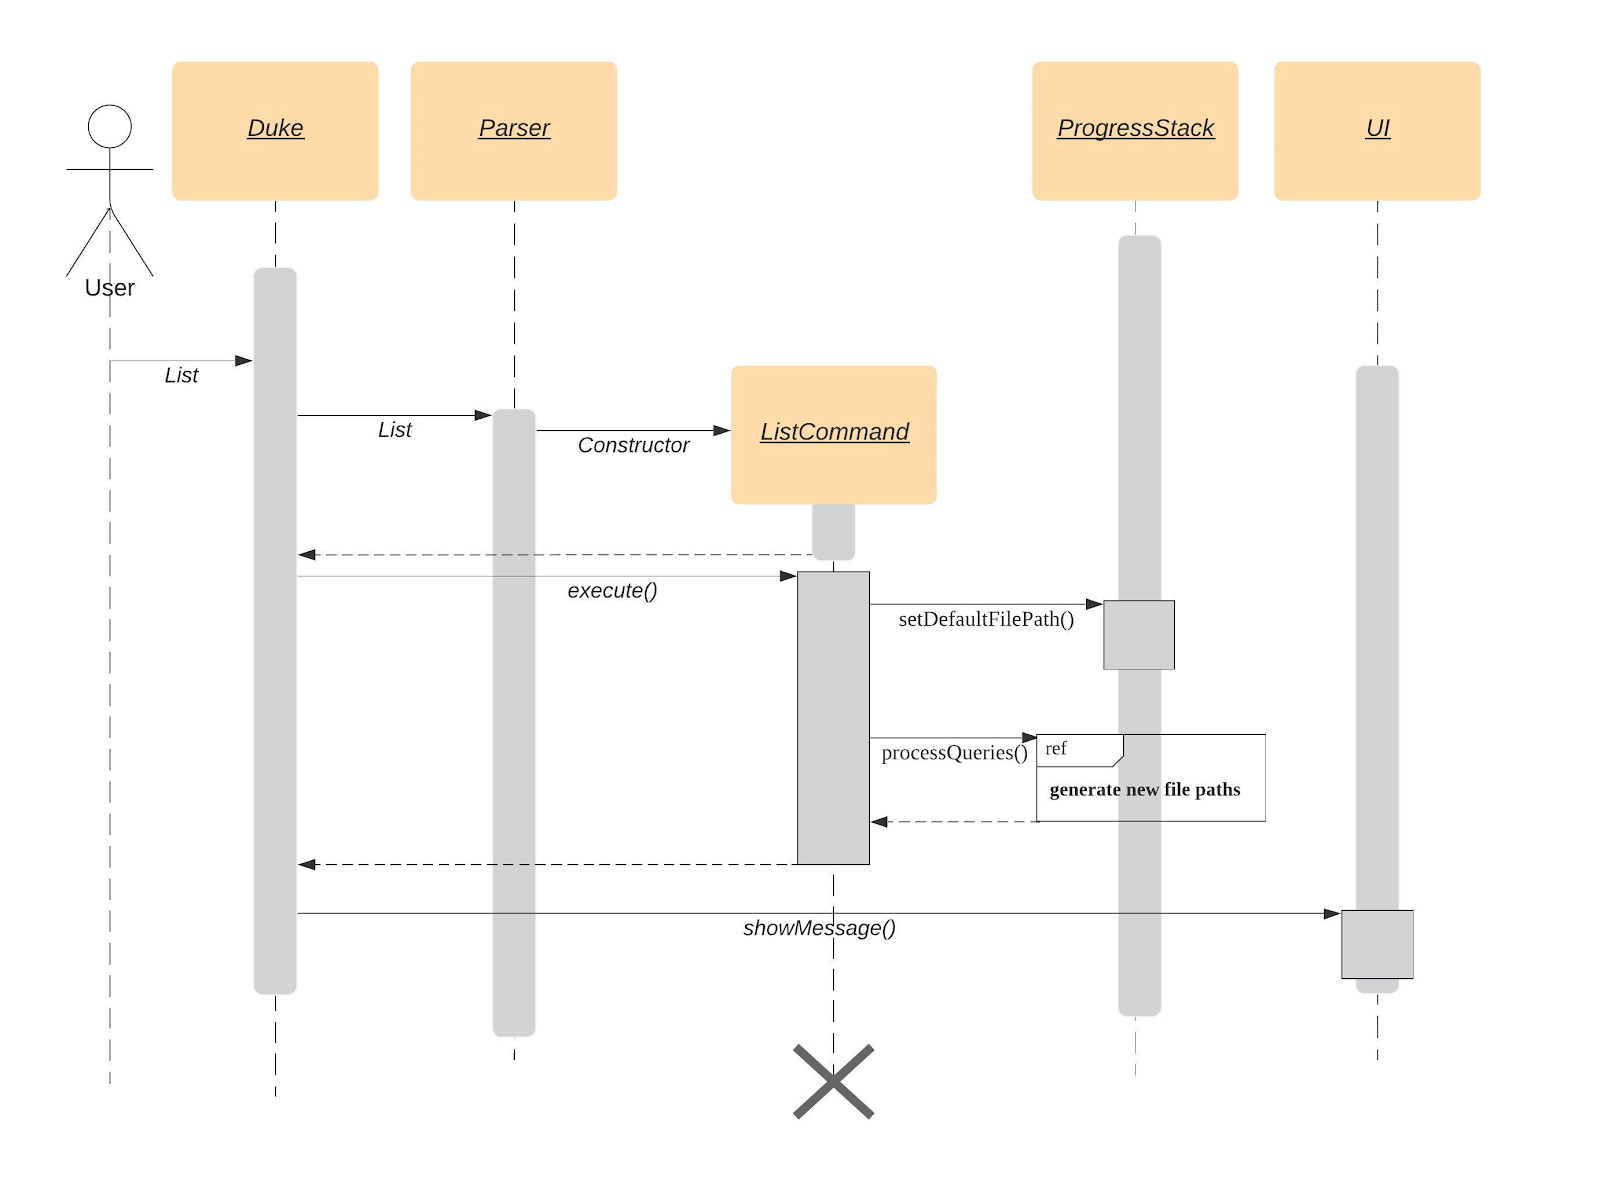 Duke
Parser
ProgressStack
UI
User
List
List
Constructor
ListCommand
execute()
setDefaultFilePath()
processQueries()
ref
generate new file paths
showMessage()